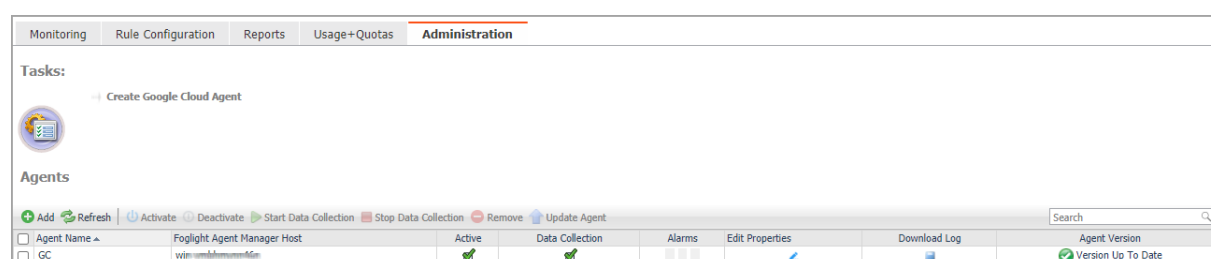 Monitoring Rule Configuration Reports Usage+Quotas Administration
Tasks:
Create Google Cloud Agent
Agents
Add Refresh Activate Deactivate Start Data Collection Stop Data Collection Remove Update Agent Search
Agent Name Foglight Agent Manager Host Active Data Collection Alarms Edit Properties Download Log Agent Version
GC Version Up To Date